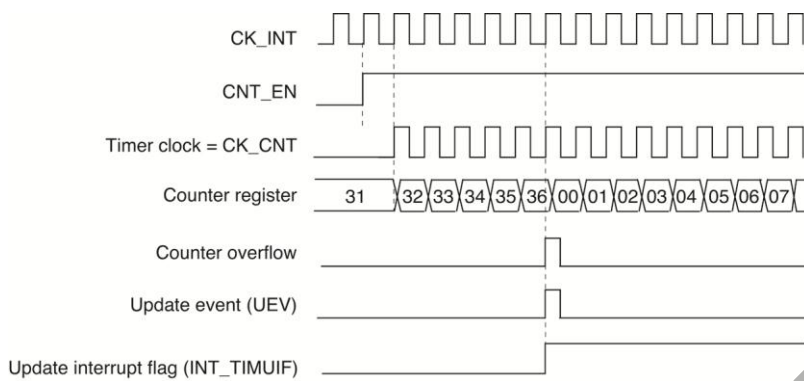 CK_INT
CNT_EN
Timer clock = CK_CNT
Counter register 31 32 33 34 35 36 00 01 02 03 04 05 06 07
Counter overflow
Update event (UEV)
Update interrupt flag (INT_TIMUIF)